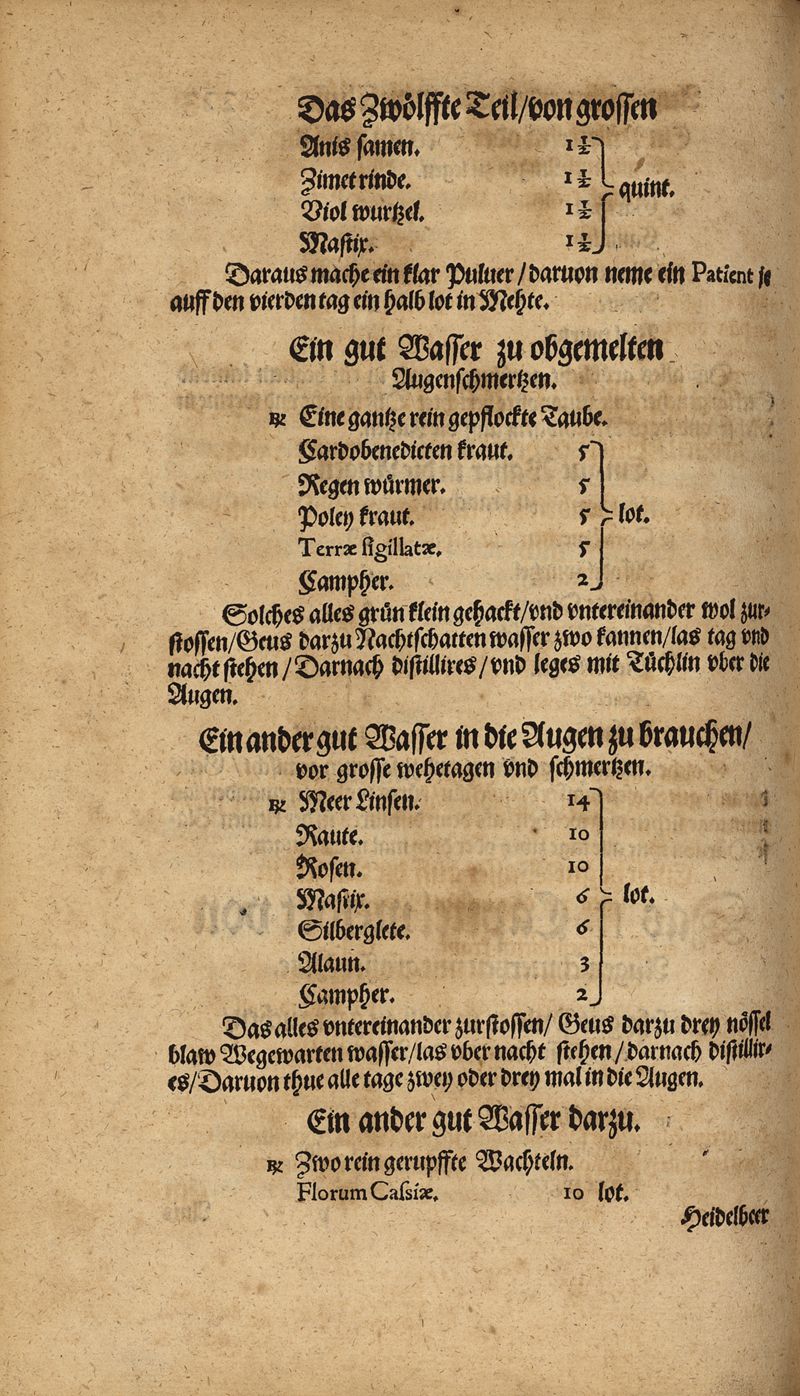 Das Zwölffte Teil/von grossen
Anis samen. 1½
Zimet rinde. 1½
quint.
Viol wurtzel. 1½
Mastix. 1½
Daraus mache ein klar Puluer/daruon neme ein Patient je
auff den vierden tag ein halb lot in Mehte.
Ein gut Wasser zu obgemelten
Augenschmertzen.
℞ Eine gantze rein gepflockte Taube.
Cardobenedicten kraut. 5
Regen würmer. 5
Poley kraut. 5 lot.
Terræ sigillatæ. 5
Campher. 2
Solches alles grün klein gehackt/vnd vntereinander wol zur-
stossen/Geus darzu Nachtschatten wasser zwo kannen/las tag vnd
nacht stehen/Darnach distillires/vnd leges mit Tüchlin vber die
Augen.
Ein ander gut Wasser in die Augen zu brauchen/
vor grosse wehetagen vnd schmertzen.
℞ Meer Linsen. 14
Raute. 10
Rosen. 10
Mastix. 6 lot.
Silberglete. 6
Alaun. 3
Campher. 2
Das alles vntereinander zurstossen/Geus darzu drey nössel
blaw Wegewarten wasser/las vber nacht stehen/darnach distillir-
es/Daruon thue alle tage zwey oder drey mal in die Augen.
Ein ander gut Wasser darzu.
℞ Zwo rein gerupffte Wachteln.
Florum Cassiæ. 10 lot.
Heidelbeer